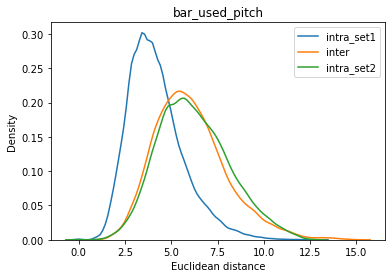 bar_used_pitch
intra_set1
inter
intra_set2
Density
0.30
0.25
0.20
0.15
0.10
0.05
0.00
0.0 2.5 5.0 7.5 10.0 12.5 15.0
Euclidean distance